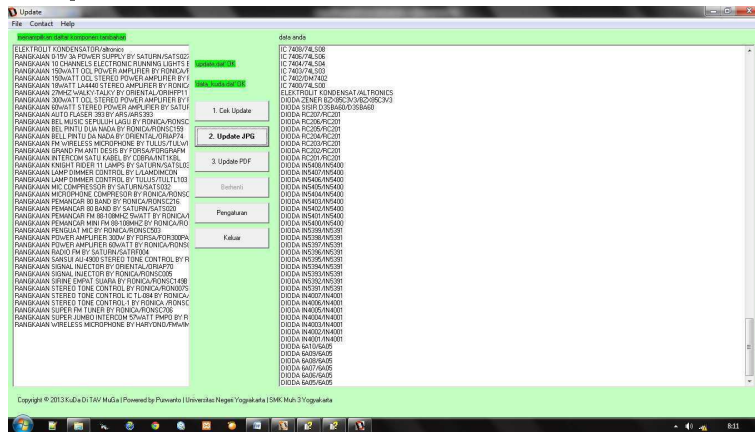 Update
File Contact Help
menampilkan daftar komponen tambahan
ELEKTROLIT KONDENSATOR/altronics
RANGKAIAN 0-15V 3A POWER SUPPLY BY SATURN/SATS027
RANGKAIAN 10 CHANNELS ELECTRONIC RUNNING LIGHTS B
RANGKAIAN 150WATT OCL POWER AMPLIFIER BY RONICA/R
RANGKAIAN 150WATT OCL STEREO POWER AMPLIFIER BY
RANGKAIAN 18WATT LA4440 STEREO AMPLIFIER BY RONIC
RANGKAIAN 27MHZ WALKY-TALKY BY ORIENTAL/ORIHFP11
RANGKAIAN 300WATT OCL STEREO POWER AMPLIFIER BY
RANGKAIAN 60WATT STEREO POWER AMPLIFIER BY SATUR
RANGKAIAN AUTO FLASER 393 BY ARS/ARS393
RANGKAIAN BEL MUSIC SEPULUH LAGU BY RONICA/RONSC
RANGKAIAN BEL PINTU DUA NADA BY RONICA/RONSC159
RANGKAIAN BELL PINTU DA NADA BY ORIENTAL/ORIAP74
RANGKAIAN FM WIRELESS MICROPHONE BY TULUS/TULWI
RANGKAIAN GRAND FM ANTI DESIS BY FORSA/FORGRAFM
RANGKAIAN INTERCOM SATU KABEL BY COBRA/INT1KBL
RANGKAIAN KNIGHT RIDER 11 LAMPS BY SATURN/SATSL03
RANGKAIAN LAMP DIMMER CONTROL BY L/LAMDIMCON
RANGKAIAN LAMP DIMMER CONTROL BY TULUS/TULTL103
RANGKAIAN MIC COMPRESSOR BY SATURN/SATS032
RANGKAIAN MICROPHONE COMPRESOR BY RONICA/RONSC
RANGKAIAN PEMANCAR 80 BAND BY RONICA/RONSC216
RANGKAIAN PEMANCAR 80 BAND BY SATURN/SATS020
RANGKAIAN PEMANCAR FM 88-108MHZ 5WATT BY RONICA/
RANGKAIAN PEMANCAR MINI FM 88-108MHZ BY RONICA/RO
RANGKAIAN PENGUAT MIC BY RONICA/RONSC503
RANGKAIAN POWER AMPLIFIER 300W BY FORSA/FOR300PA
RANGKAIAN POWER AMPLIFIER 60WATT BY RONICA/RONS
RANGKAIAN RADIO FM BY SATURN/SATRF004
RANGKAIAN SANSUI AU-4900 STEREO TONE CONTROL BY R
RANGKAIAN SIGNAL INJECTOR BY ORIENTAL/ORIAP70
RANGKAIAN SIGNAL INJECTOR BY RONICA/RONSC005
RANGKAIAN SIRINE EMPAT SUARA BY RONICA/RONSC149B
RANGKAIAN STEREO TONE CONTROL BY RONICA/RON007S
RANGKAIAN STEREO TONE CONTROL IC TL-084 BY RONICA/
RANGKAIAN STEREO TONE CONTROL-1 BY RONICA /RONSC
RANGKAIAN SUPER FM TUNER BY RONICA/RONSC706
RANGKAIAN SUPER JUMBO INTERCOM 57WATT PMPO BY R
RANGKAIAN WIRELESS MICROPHONE BY HARYONO/FMWIM
update.dat OK
data_kuda.dat OK
1. Cek Update
2. Update JPG
3. Update PDF
Berhenti
Pengaturan
Keluar
data anda
IC 7408/74LS08
IC 7406/74LS06
IC 7404/74LS04
IC 7403/74LS03
IC 7402/DM7402
IC 7400/74LS00
ELEKTROLIT KONDENSAT/ALTRONICS
DIODA ZENER BZX85C3V3/BZX85C3V3
DIODA SISIR D3SBA60/D3SBA60
DIODA RC207/RC201
DIODA RC206/RC201
DIODA RC205/RC201
DIODA RC204/RC201
DIODA RC203/RC201
DIODA RC202/RC201
DIODA RC201/RC201
DIODA IN5408/IN5400
DIODA IN5407/IN5400
DIODA IN5406/IN5400
DIODA IN5405/IN5400
DIODA IN5404/IN5400
DIODA IN5403/IN5400
DIODA IN5402/IN5400
DIODA IN5401/IN5400
DIODA IN5400/IN5400
DIODA IN5399/IN5391
DIODA IN5398/IN5391
DIODA IN5397/IN5391
DIODA IN5396/IN5391
DIODA IN5395/IN5391
DIODA IN5394/IN5391
DIODA IN5393/IN5391
DIODA IN5392/IN5391
DIODA IN5391/IN5391
DIODA IN4007/IN4001
DIODA IN4006/IN4001
DIODA IN4005/IN4001
DIODA IN4004/IN4001
DIODA IN4003/IN4001
DIODA IN4002/IN4001
DIODA IN4001/IN4001
DIODA 6A10/6A05
DIODA 6A09/6A05
DIODA 6A08/6A05
DIODA 6A07/6A05
DIODA 6A06/6A05
DIODA 6A05/6A05
Copyright © 2013 KuDa Di TAV MuGa | Powered by Purwanto | Universitas Negeri Yogyakarta | SMK Muh 3 Yogyakarta
8:11